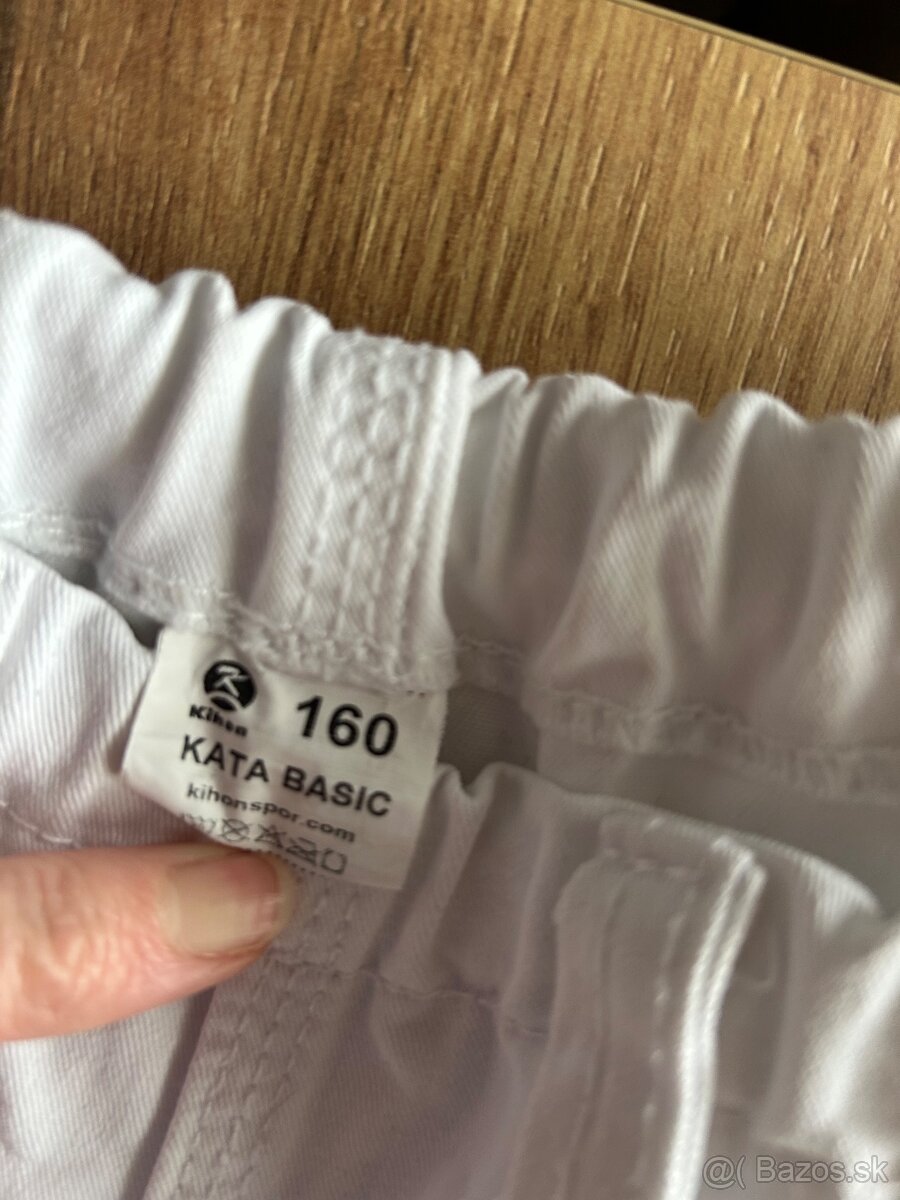 Kihon
160
KATA BASIC
kihonspor.com
@( Bazos.sk